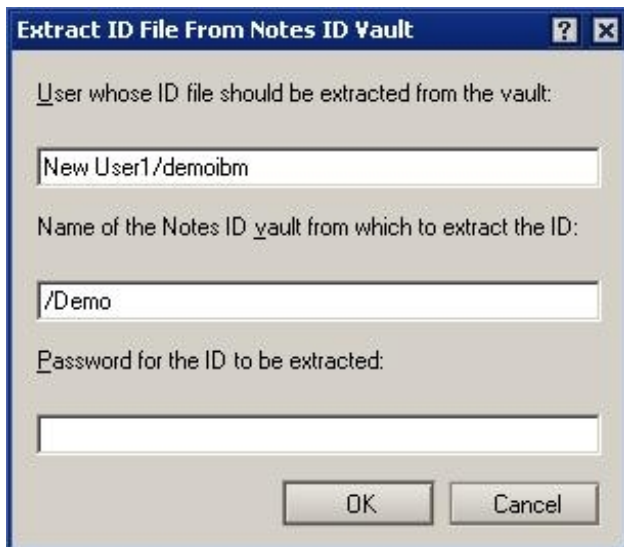 Extract ID File From Notes ID Vault
User whose ID file should be extracted from the vault:
New User1/demoibm
Name of the Notes ID vault from which to extract the ID:
/Demo
Password for the ID to be extracted:
OK Cancel